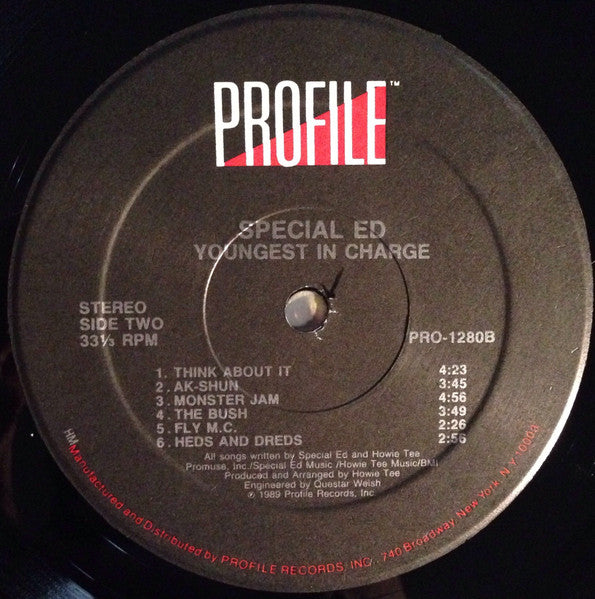 PROFILE™
SPECIAL ED
YOUNGEST IN CHARGE
STEREO
SIDE TWO
33⅓ RPM
PRO-1280B
1. THINK ABOUT IT 4:23
2. AK-SHUN 3:45
3. MONSTER JAM 4:56
4. THE BUSH 3:49
5. FLY M.C. 2:26
6. HEDS AND DREDS 2:56
All songs written by Special Ed and Howie Tee
Promuse, Inc./Special Ed Music /Howie Tee Music/BMI
Produced and Arranged by Howie Tee
Engineered by Questar Welsh
℗ 1989 Profile Records, Inc
HM Manufactured and Distributed by PROFILE RECORDS, INC. 740 Broadway, New York, N.Y. 10003